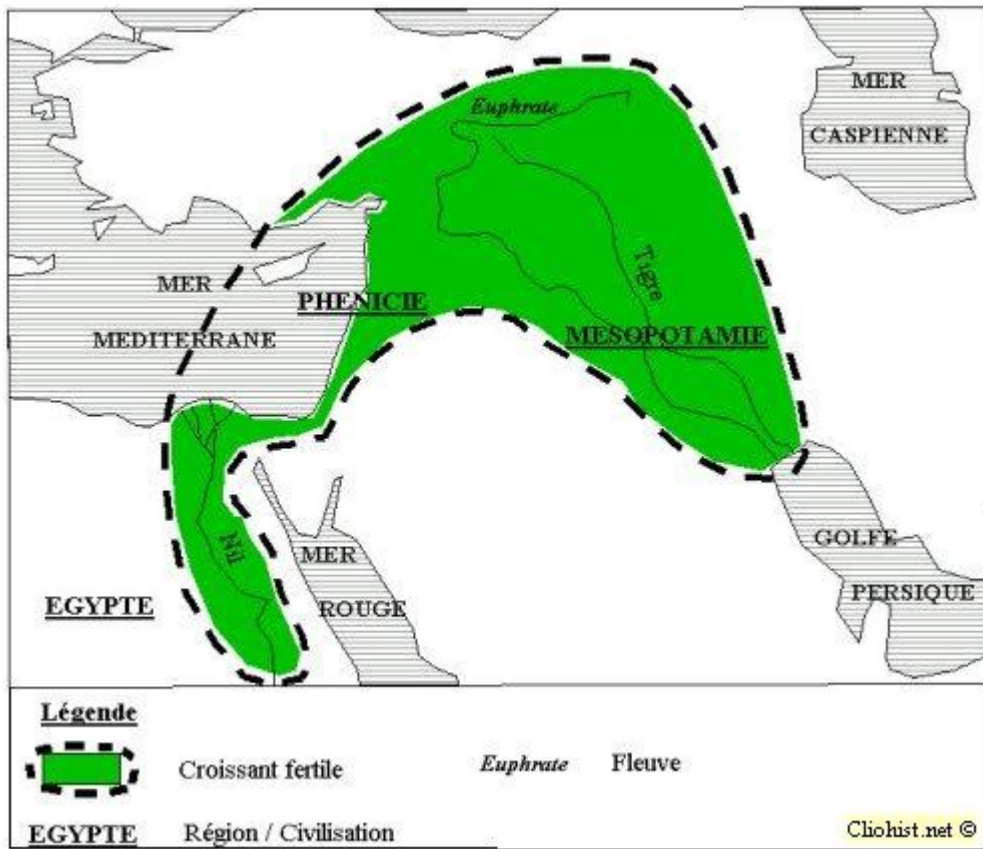 Euphrate
MER
CASPIENNE
Tigre
MER
PHENICIE
MEDITERRANE
MESOPOTAMIE
Nil
MER
ROUGE
GOLFE
PERSIQUE
EGYPTE
Légende
Croissant fertile
Euphrate Fleuve
EGYPTE Région / Civilisation
Cliohist.net ©